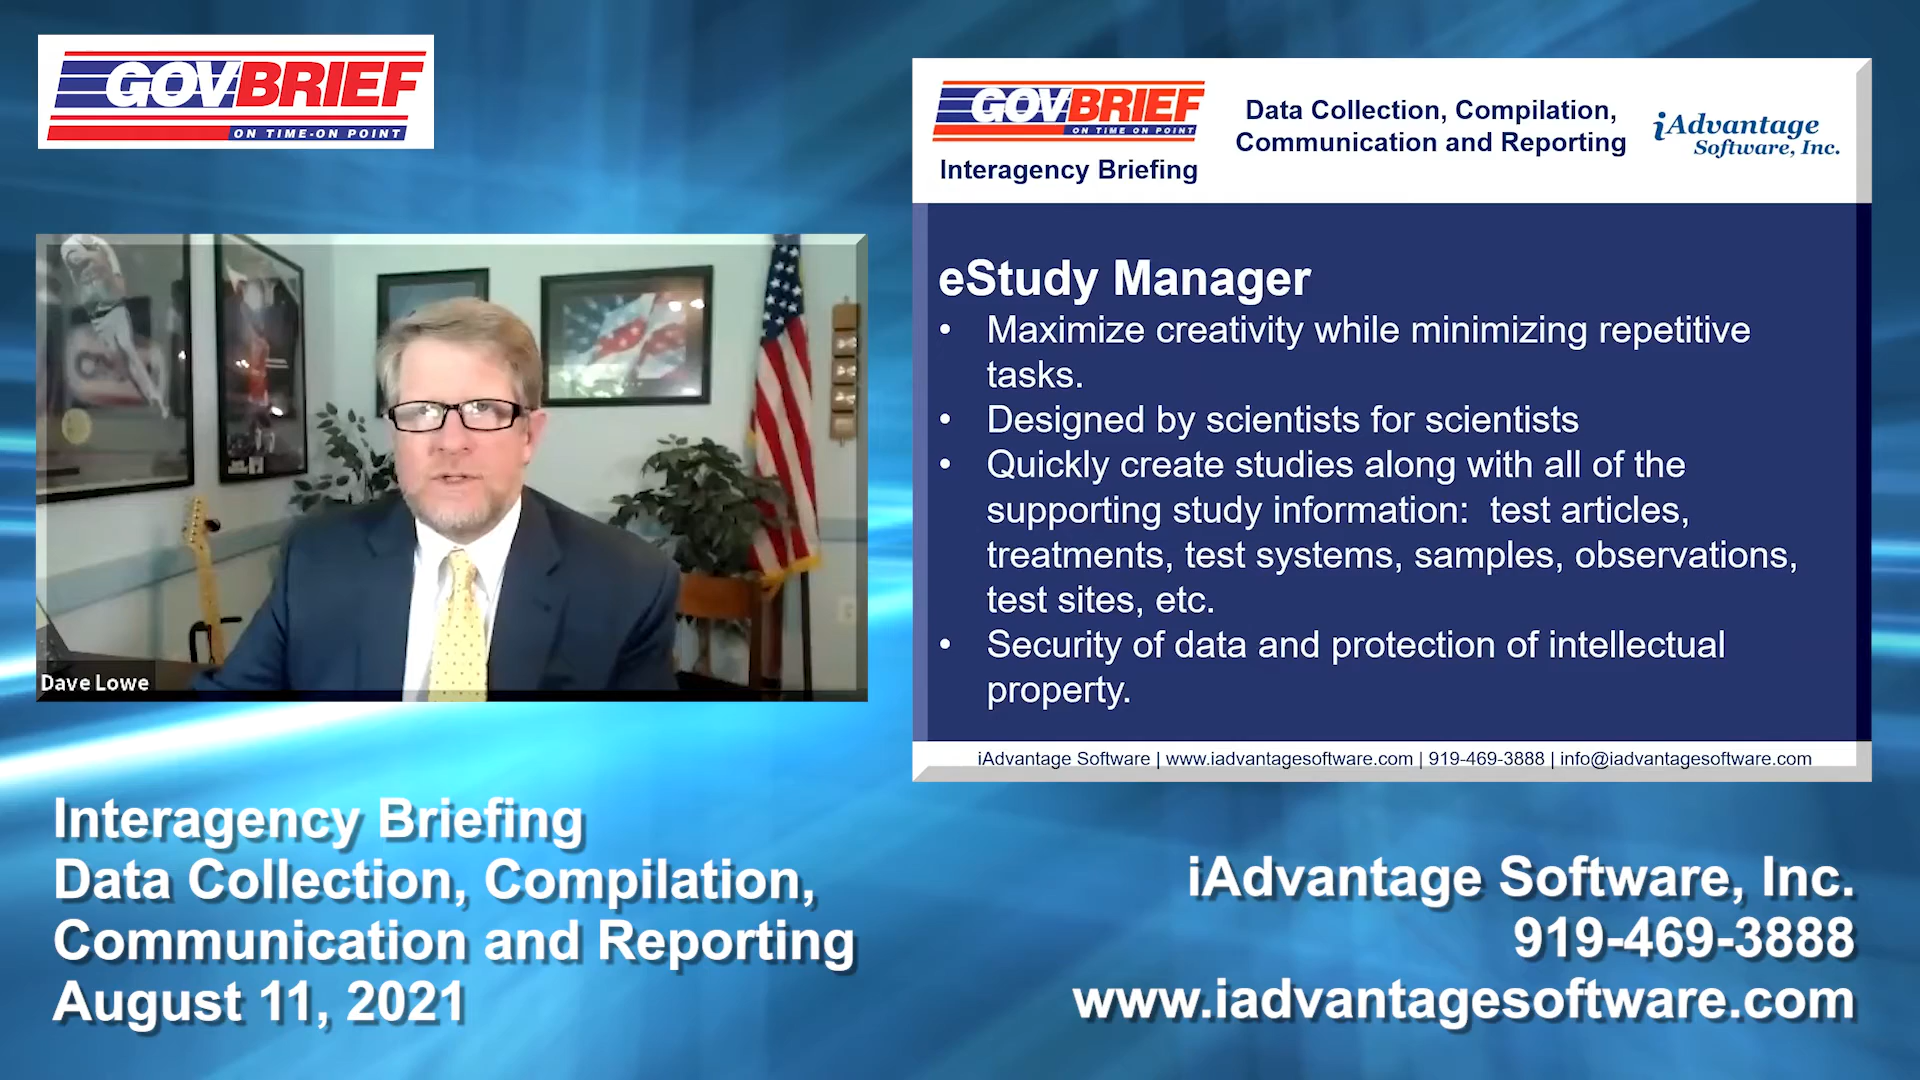 GOVBRIEF
ON TIME-ON POINT
GOVBRIEF
ON TIME-ON POINT
Interagency Briefing
Data Collection, Compilation,
Communication and Reporting
iAdvantage
Software, Inc.
eStudy Manager
• Maximize creativity while minimizing repetitive
tasks.
• Designed by scientists for scientists
• Quickly create studies along with all of the
supporting study information: test articles,
treatments, test systems, samples, observations,
test sites, etc.
• Security of data and protection of intellectual
property.
iAdvantage Software | www.iadvantagesoftware.com | 919-469-3888 | info@iadvantagesoftware.com
Dave Lowe
Interagency Briefing
Data Collection, Compilation,
Communication and Reporting
August 11, 2021
iAdvantage Software, Inc.
919-469-3888
www.iadvantagesoftware.com